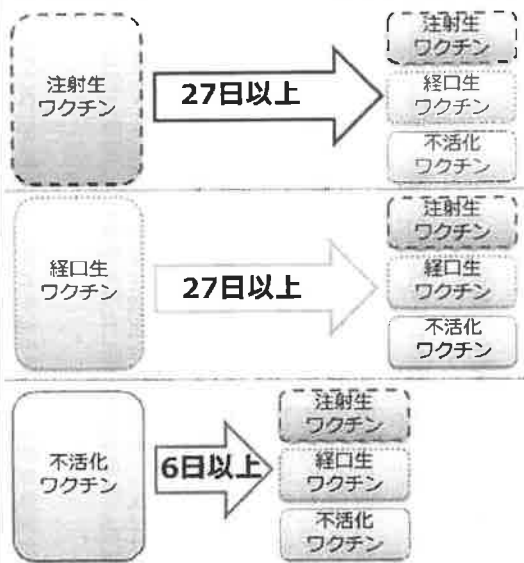 注射生
ワクチン
27日以上
注射生
ワクチン
経口生
ワクチン
不活化
ワクチン
経口生
ワクチン
27日以上
注射生
ワクチン
経口生
ワクチン
不活化
ワクチン
不活化
ワクチン
6日以上
注射生
ワクチン
経口生
ワクチン
不活化
ワクチン